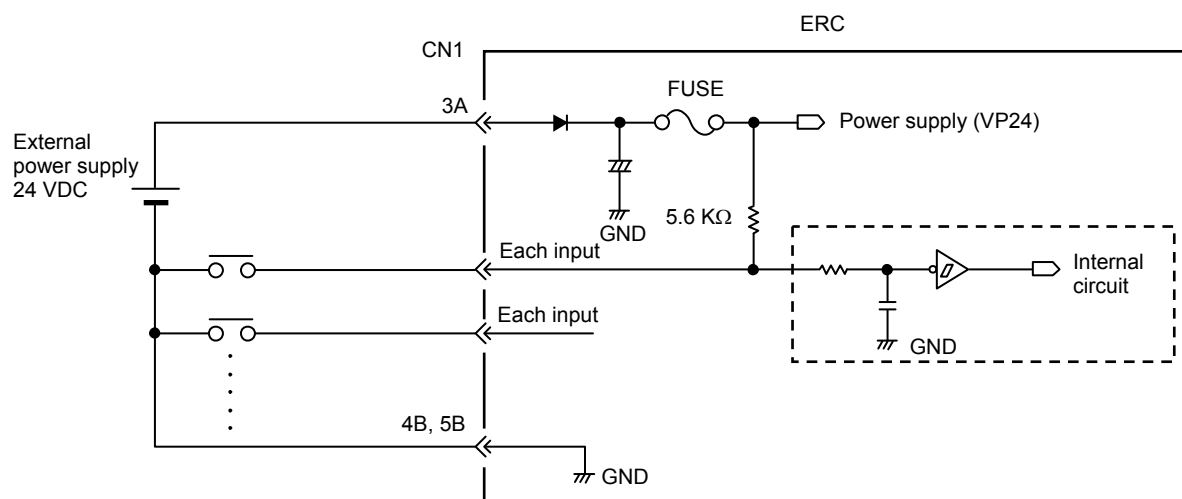 ERC
CN1
FUSE
3A
Power supply (VP24)
External
power supply
24 VDC
5.6 KΩ
GND
Each input
Internal
circuit
Each input
GND
4B, 5B
GND